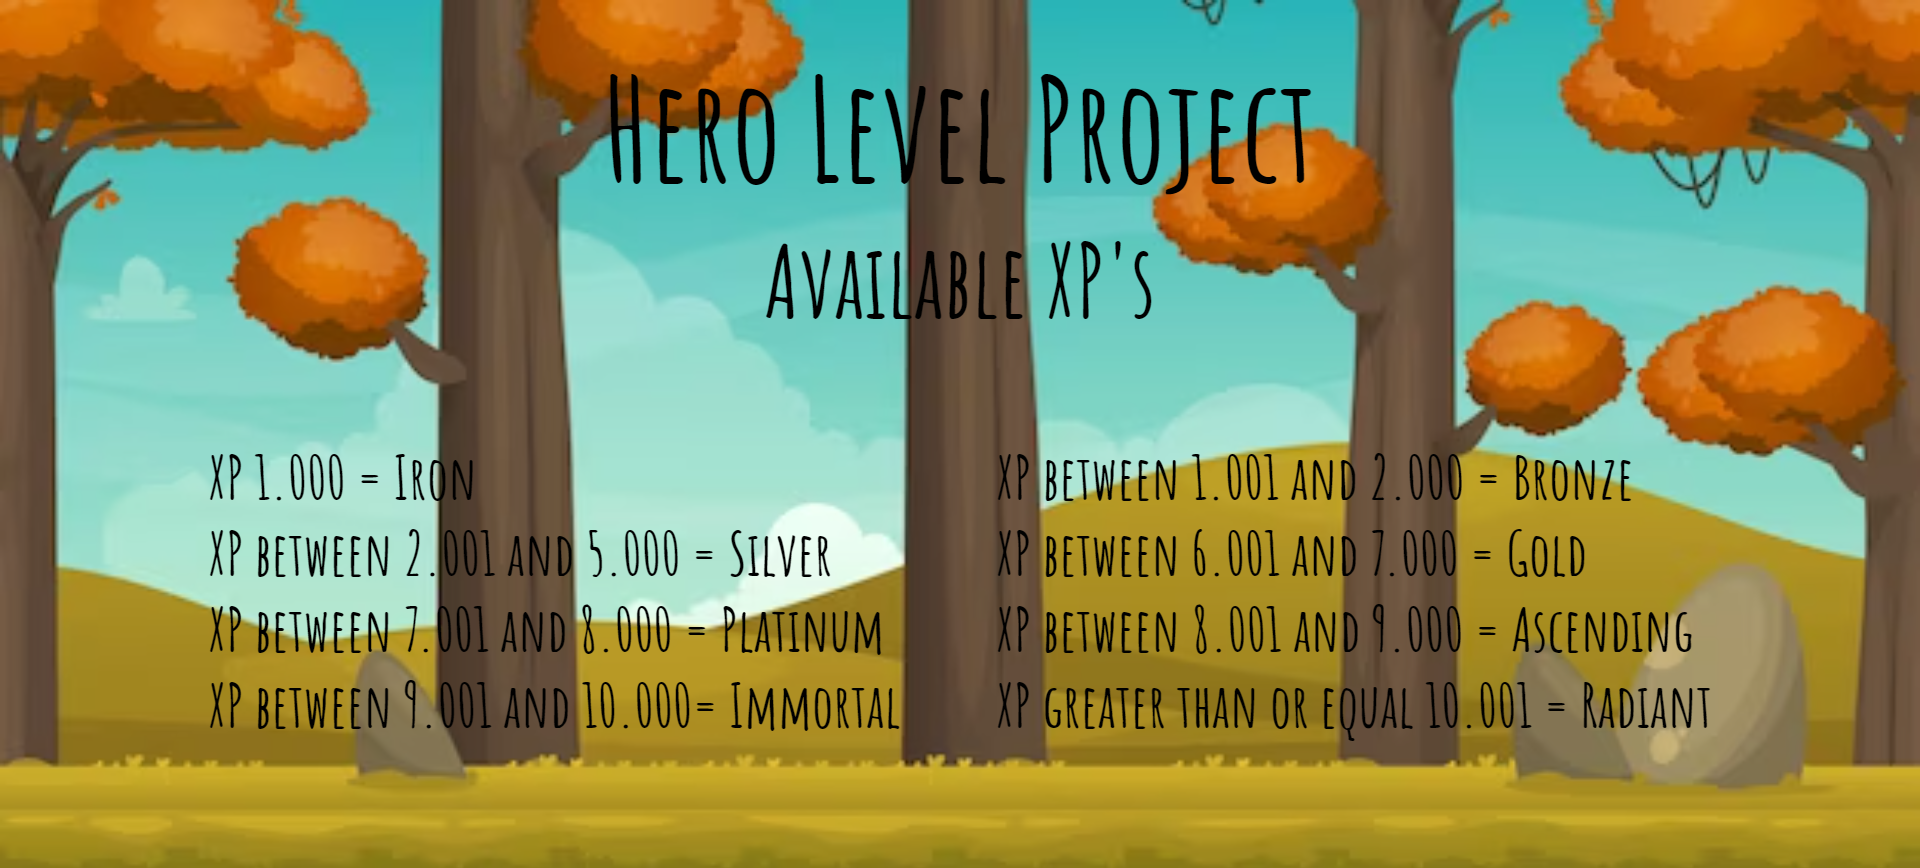 Hero Level Project
Available XP's
XP 1.000 = Iron
XP between 1.001 and 2.000 = Bronze
XP between 2.001 and 5.000 = Silver
XP between 6.001 and 7.000 = Gold
XP between 7.001 and 8.000 = Platinum
XP between 8.001 and 9.000 = Ascending
XP between 9.001 and 10.000= Immortal
XP greater than or equal 10.001 = Radiant